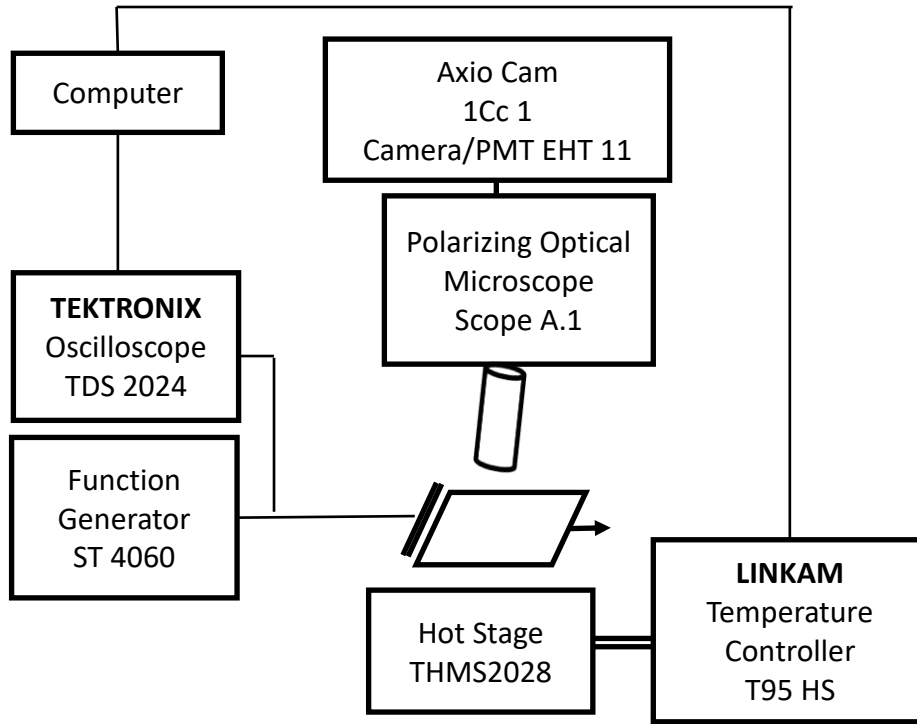 Computer
Axio Cam
1Cc 1
Camera/PMT EHT 11
Polarizing Optical
Microscope
Scope A.1
TEKTRONIX
Oscilloscope
TDS 2024
Function
Generator
ST 4060
Hot Stage
THMS2028
LINKAM
Temperature
Controller
T95 HS